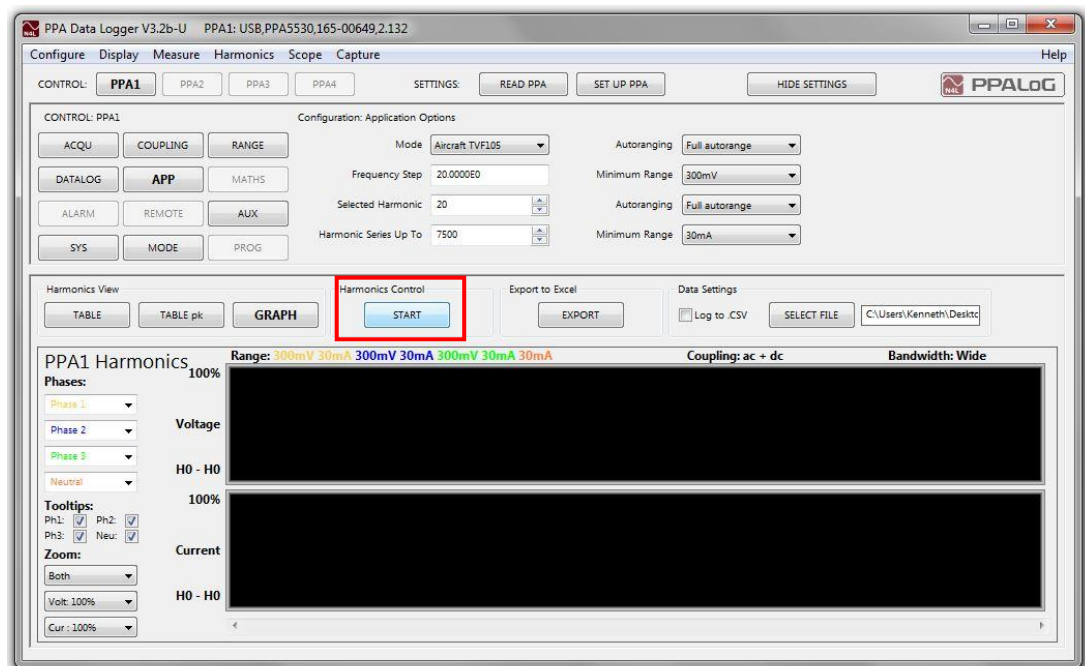 PPA Data Logger V3.2b-U PPA1: USB,PPA5530,165-00649,2.132
Configure Display Measure Harmonics Scope Capture Help
CONTROL: PPA1 PPA2 PPA3 PPA4 SETTINGS: READ PPA SET UP PPA HIDE SETTINGS N4L PPALoG
CONTROL: PPA1 Configuration: Application Options
ACQU COUPLING RANGE Mode Aircraft TVF105 Autoranging Full autorange
DATALOG APP MATHS Frequency Step 20.0000E0 Minimum Range 300mV
ALARM REMOTE AUX Selected Harmonic 20 Autoranging Full autorange
SYS MODE PROG Harmonic Series Up To 7500 Minimum Range 30mA
Harmonics View Harmonics Control Export to Excel Data Settings
TABLE TABLE pk GRAPH START EXPORT Log to .CSV SELECT FILE C:\Users\Kenneth\Deskto
PPA1 Harmonics Range: 300mV 30mA 300mV 30mA 300mV 30mA 30mA Coupling: ac + dc Bandwidth: Wide
100%
Phases:
Phase 1
Phase 2 Voltage
Phase 3
H0 - H0
Neutral
Tooltips: 100%
Ph1: Ph2:
Ph3: Neu:
Zoom: Current
Both
Volt: 100% H0 - H0
Cur : 100%